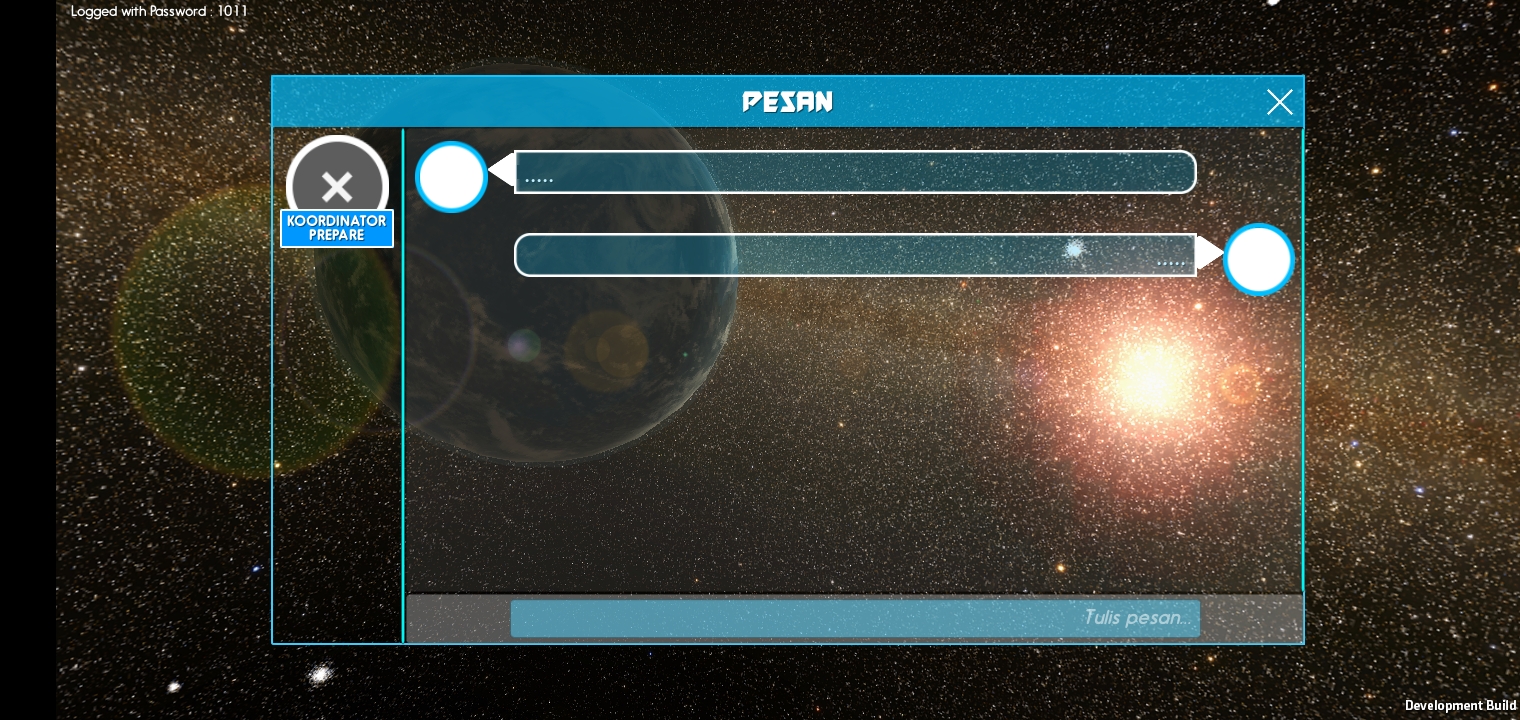 Logged with Password : 1011
PESAN
KOORDINATOR
PREPARE
.....
.....
Tulis pesan...
Development Build